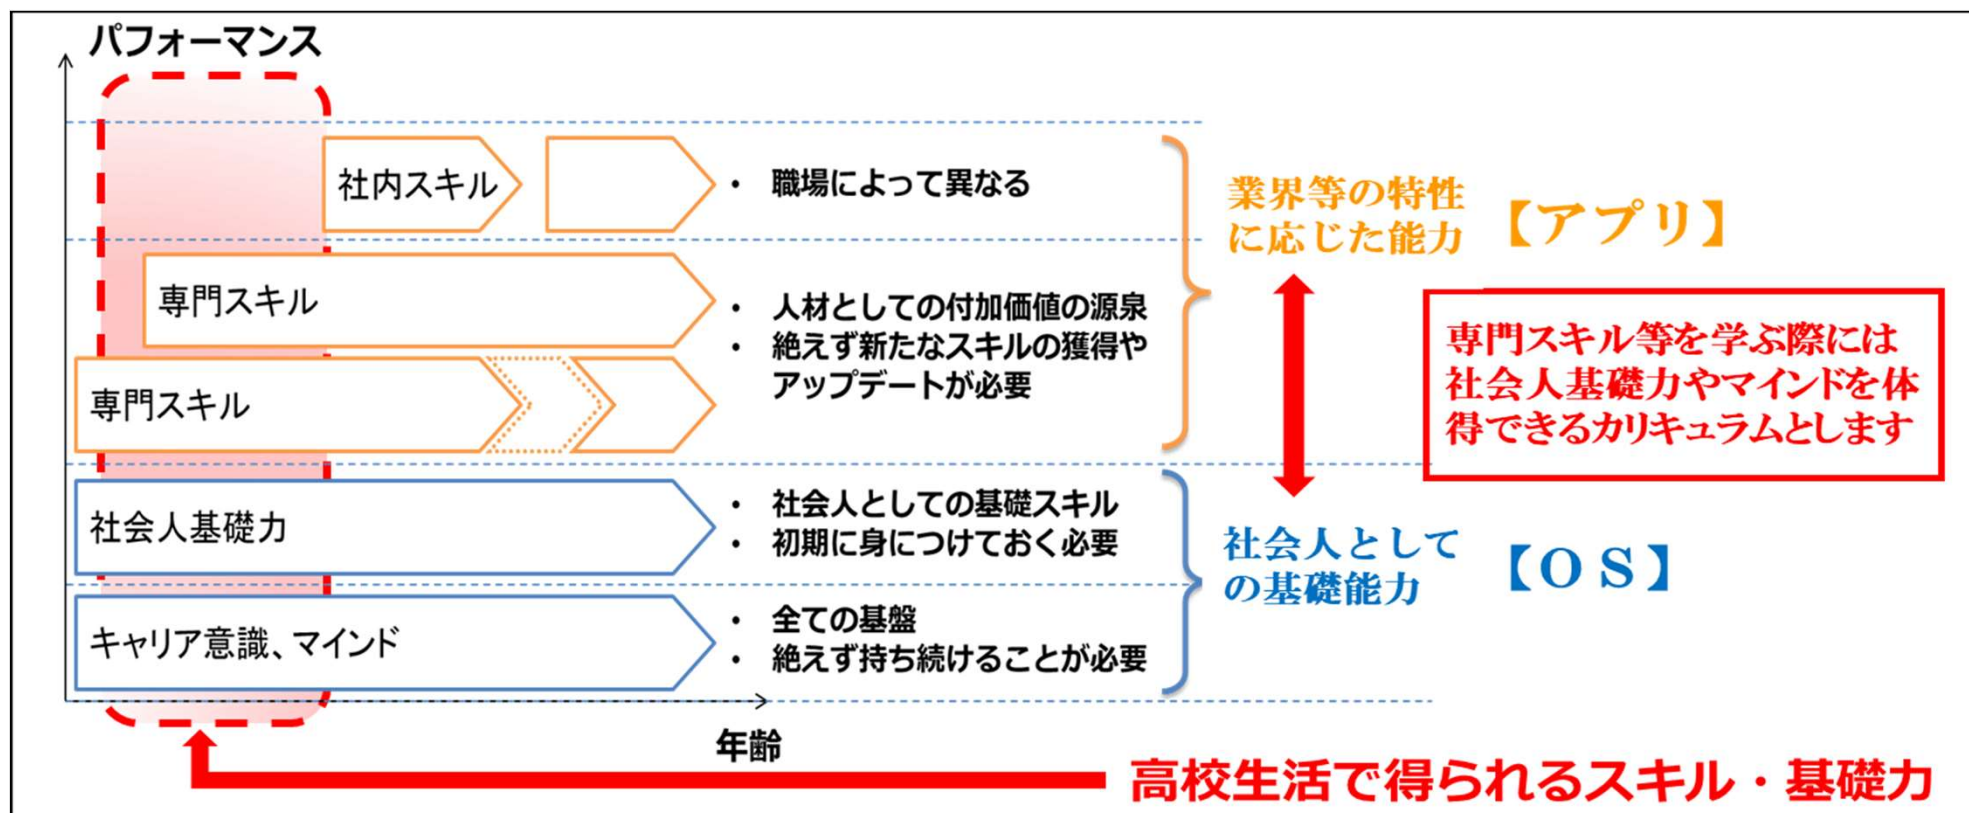 パフォーマンス
社内スキル
・ 職場によって異なる
専門スキル
・ 人材としての付加価値の源泉
・ 絶えず新たなスキルの獲得や
アップデートが必要
専門スキル
業界等の特性
に応じた能力
【アプリ】
専門スキル等を学ぶ際には
社会人基礎力やマインドを体
得できるカリキュラムとします
社会人基礎力
・ 社会人としての基礎スキル
・ 初期に身につけておく必要
キャリア意識、マインド
・ 全ての基盤
・ 絶えず持ち続けることが必要
社会人として
の基礎能力
【ＯＳ】
年齢
高校生活で得られるスキル・基礎力